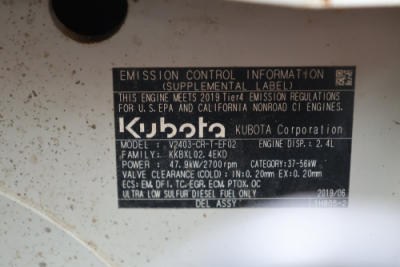 EMISSION CONTROL INFORMATION
(SUPPLEMENTAL LABEL)
THIS ENGINE MEETS 2019 Tier4 EMISSION REGULATIONS
FOR U.S. EPA AND CALIFORNIA NONROAD CI ENGINES.
Kubota KUBOTA Corporation
MODEL : V2403-CR-T-EF02 ENGINE DISP.: 2.4L
FAMILY : KKBXL02.4EKD
POWER : 47.9kW/2700rpm CATEGORY:37-56kW
VALVE CLEARANCE(COLD) : IN:0.20mm EX:0.20mm
ECS: EM, DFI, TC, EGR, ECM, PTOX, OC
ULTRA LOW SULFUR DIESEL FUEL ONLY 2019/06
DEL ASSY 1H805-2